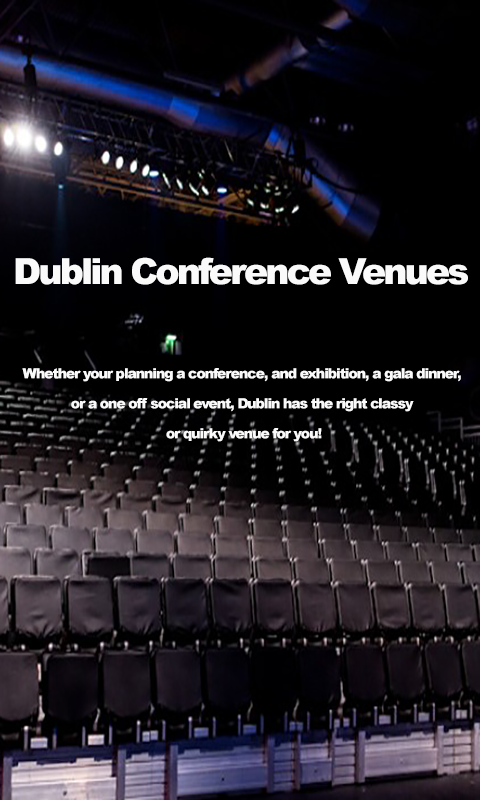 Dublin Conference Venues
Whether your planning a conference, and exhibition, a gala dinner,
or a one off social event, Dublin has the right classy
or quirky venue for you!